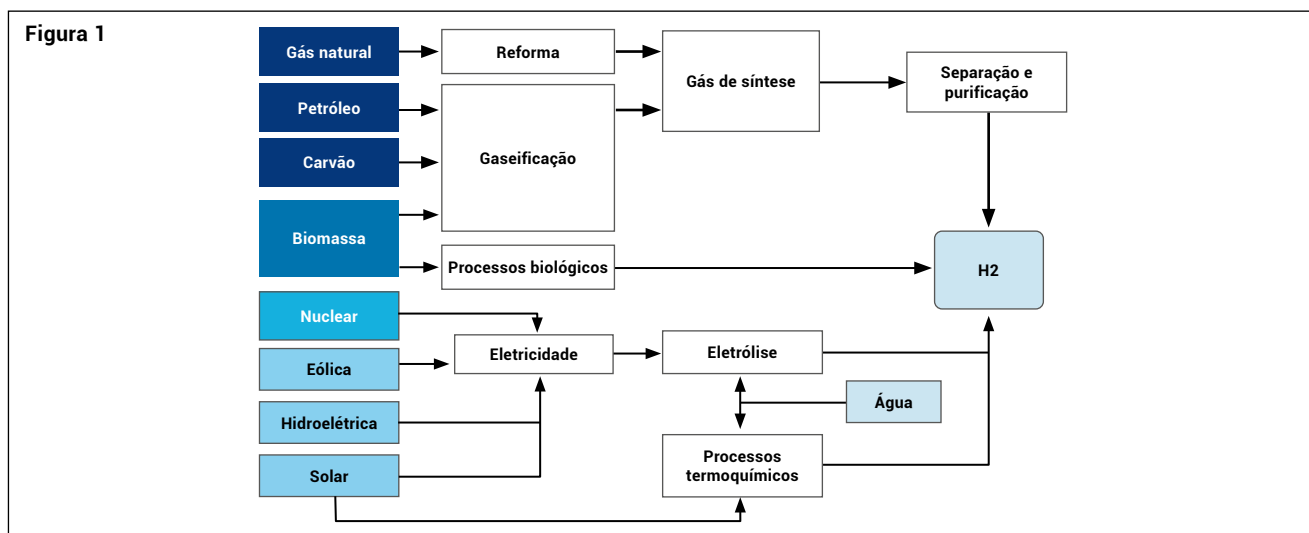 Figura 1
Gás natural
Reforma
Gás de síntese
Separação e
purificação
Petróleo
Carvão
Gaseificação
Biomassa
Processos biológicos
H2
Nuclear
Eólica
Eletricidade
Eletrólise
Água
Hidroelétrica
Solar
Processos
termoquímicos